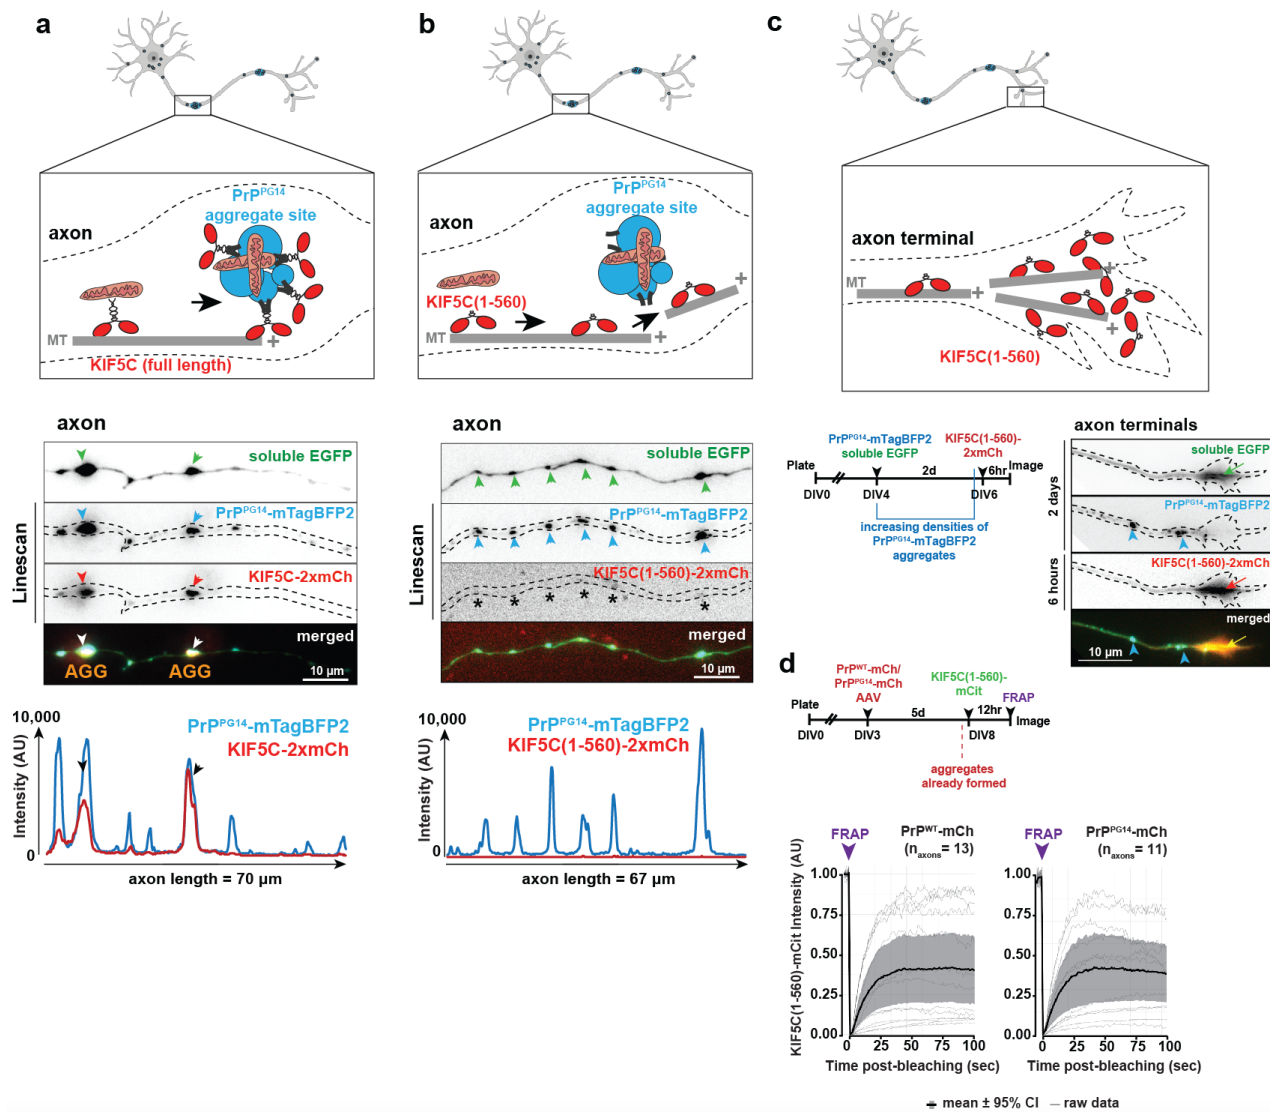 a
PrP^PG14
aggregate site
axon
MT
+
KIF5C (full length)
axon
soluble EGFP
PrP^PG14-mTagBFP2
KIF5C-2xmCh
merged
Linescan
AGG
AGG
10 µm
10,000
PrP^PG14-mTagBFP2
KIF5C-2xmCh
Intensity (AU)
0
axon length = 70 µm
b
PrP^PG14
aggregate site
axon
KIF5C(1-560)
MT
+
+
axon
soluble EGFP
PrP^PG14-mTagBFP2
KIF5C(1-560)-2xmCh
* * * * * *
merged
Linescan
10 µm
10,000
PrP^PG14-mTagBFP2
KIF5C(1-560)-2xmCh
Intensity (AU)
0
axon length = 67 µm
c
axon terminal
MT
+
+
+
KIF5C(1-560)
PrP^PG14-mTagBFP2
soluble EGFP
KIF5C(1-560)-
2xmCh
Plate
2d
6hr
Image
DIV0
DIV4
DIV6
increasing densities of
PrP^PG14-mTagBFP2
aggregates
axon terminals
soluble EGFP
PrP^PG14-mTagBFP2
KIF5C(1-560)-2xmCh
merged
2 days
6 hours
10 µm
d
PrP^WT-mCh/
PrP^PG14-mCh
AAV
KIF5C(1-560)-
mCit
FRAP
Plate
5d
12hr
Image
DIV0
DIV3
DIV8
aggregates
already formed
FRAP
PrP^WT-mCh
(n_axons = 13)
KIF5C(1-560)-mCit Intensity (AU)
1.00
0.75
0.50
0.25
0.00
0 25 50 75 100
Time post-bleaching (sec)
FRAP
PrP^PG14-mCh
(n_axons = 11)
1.00
0.75
0.50
0.25
0.00
0 25 50 75 100
Time post-bleaching (sec)
mean ± 95% CI
raw data